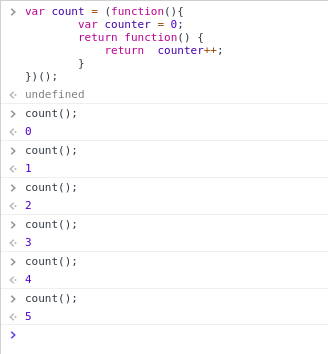 var count = (function(){
        var counter = 0;
        return function() {
            return  counter++;
        }
})();
undefined
count();
0
count();
1
count();
2
count();
3
count();
4
count();
5